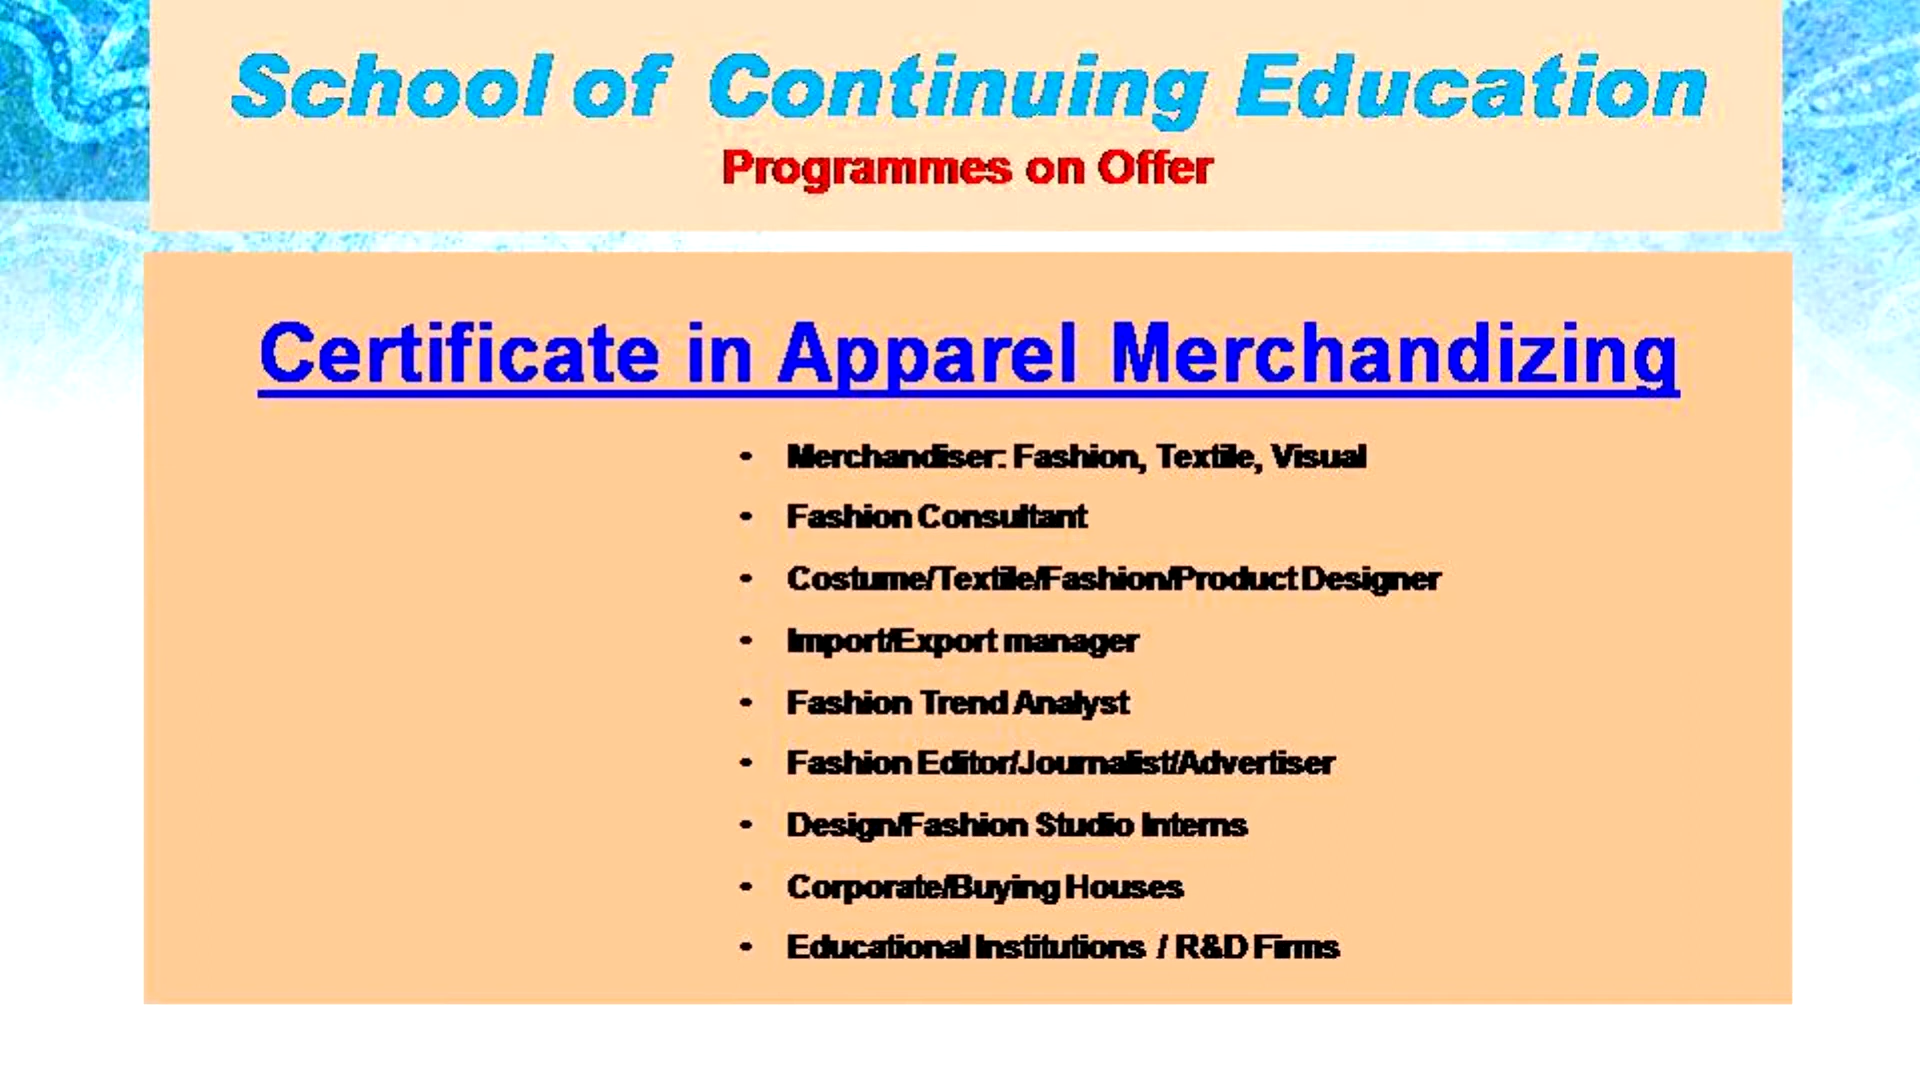 School of Continuing Education
Programmes on Offer
Certificate in Apparel Merchandizing
• Merchandiser: Fashion, Textile, Visual
• Fashion Consultant
• Costume/Textile/Fashion/Product Designer
• Import/Export manager
• Fashion Trend Analyst
• Fashion Editor/Journalist/Advertiser
• Design/Fashion Studio Interns
• Corporate/Buying Houses
• Educational Institutions / R&D Firms